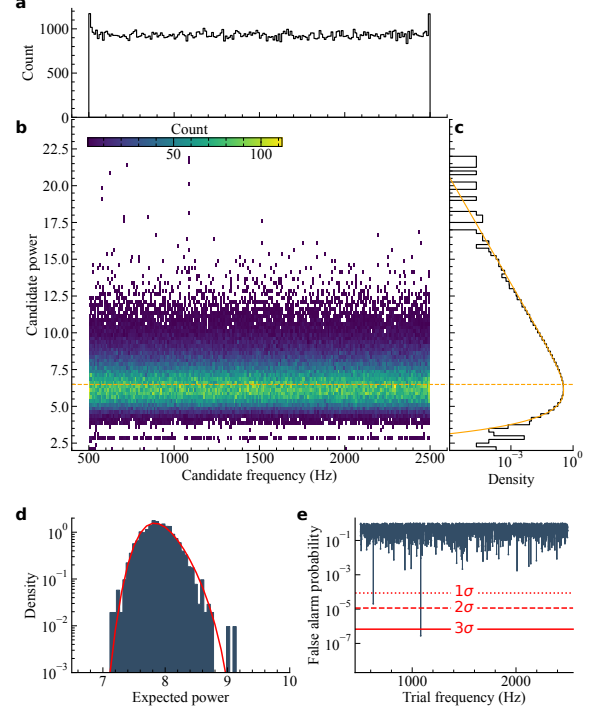 a
Count
1000
500
0
b
Count
50
100
c
Candidate power
22.5
20.0
17.5
15.0
12.5
10.0
7.5
5.0
2.5
500
1000
1500
2000
2500
Candidate frequency (Hz)
10⁻³
10⁰
Density
d
Density
10⁰
10⁻¹
10⁻²
10⁻³
7
8
9
10
Expected power
e
False alarm probability
10⁻¹
10⁻³
10⁻⁵
10⁻⁷
1σ
2σ
3σ
1000
2000
Trial frequency (Hz)